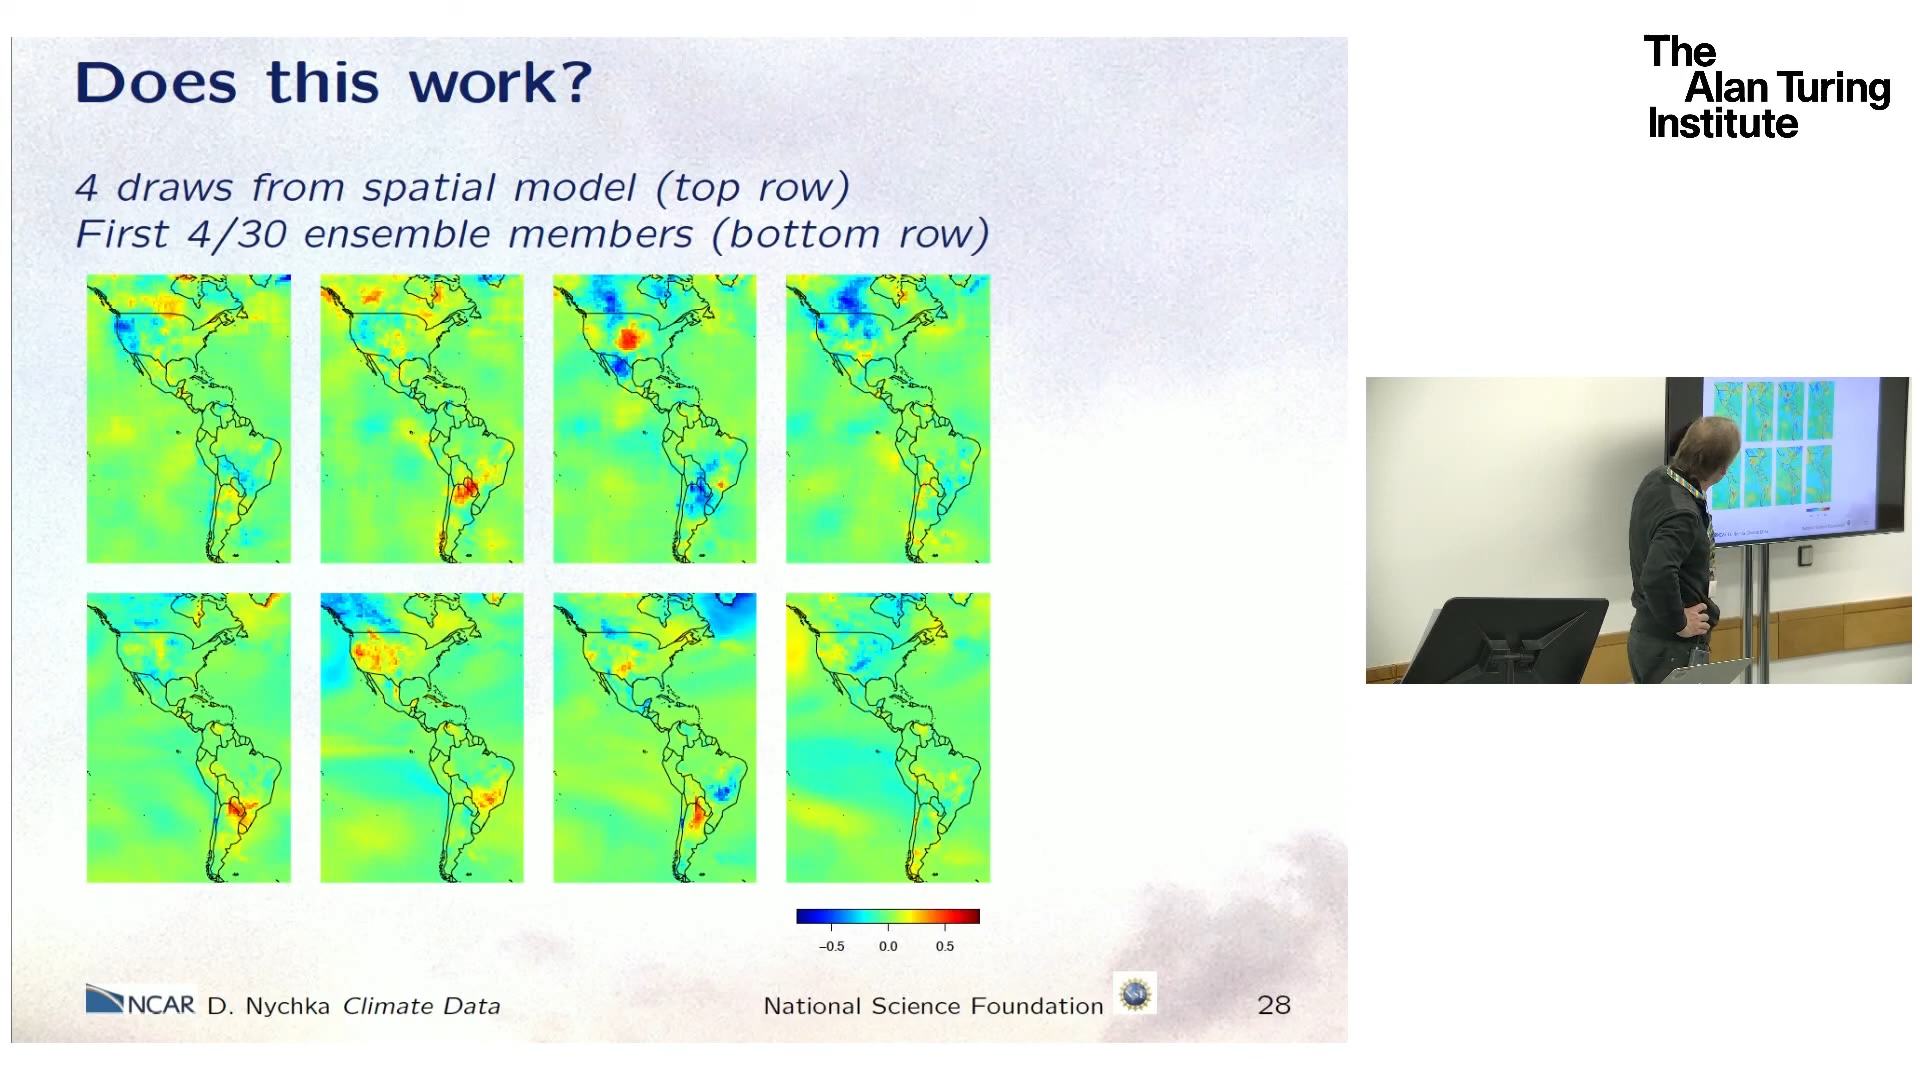 Does this work?
4 draws from spatial model (top row)
First 4/30 ensemble members (bottom row)
−0.5 0.0 0.5
NCAR D. Nychka Climate Data
National Science Foundation
NSF
28
The
Alan Turing
Institute